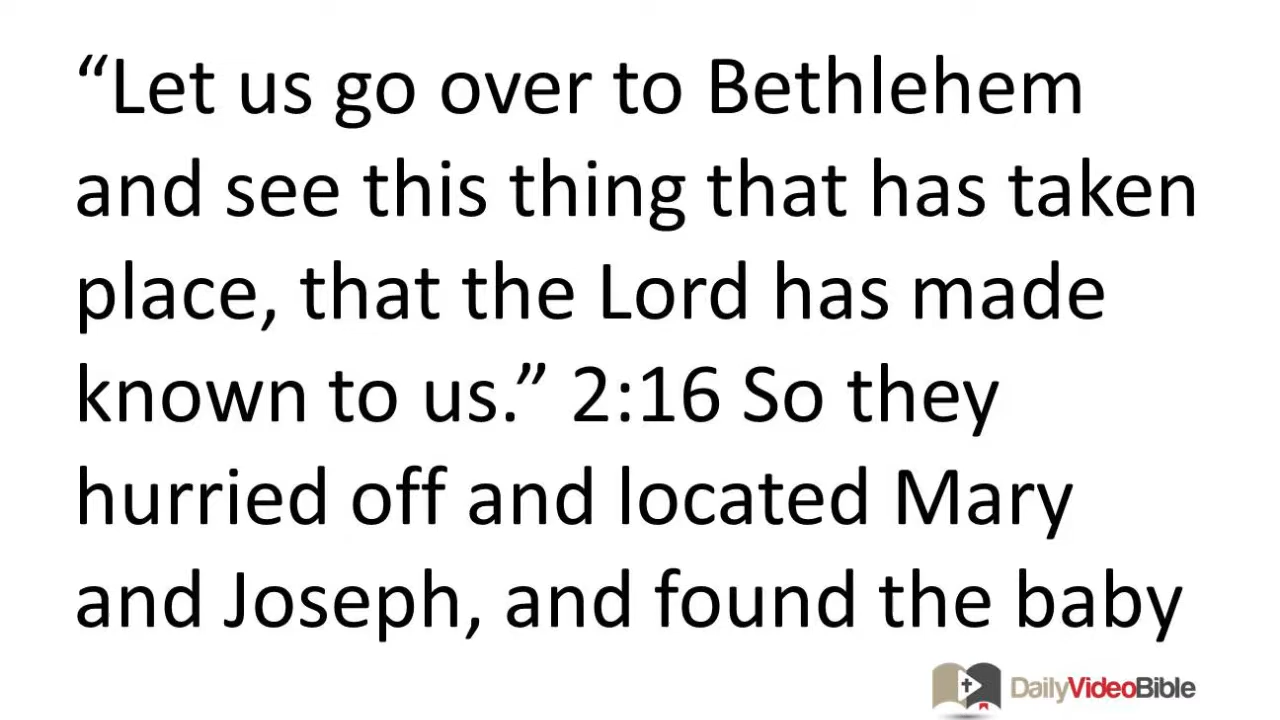 “Let us go over to Bethlehem
and see this thing that has taken
place, that the Lord has made
known to us.” 2:16 So they
hurried off and located Mary
and Joseph, and found the baby
DailyVideoBible